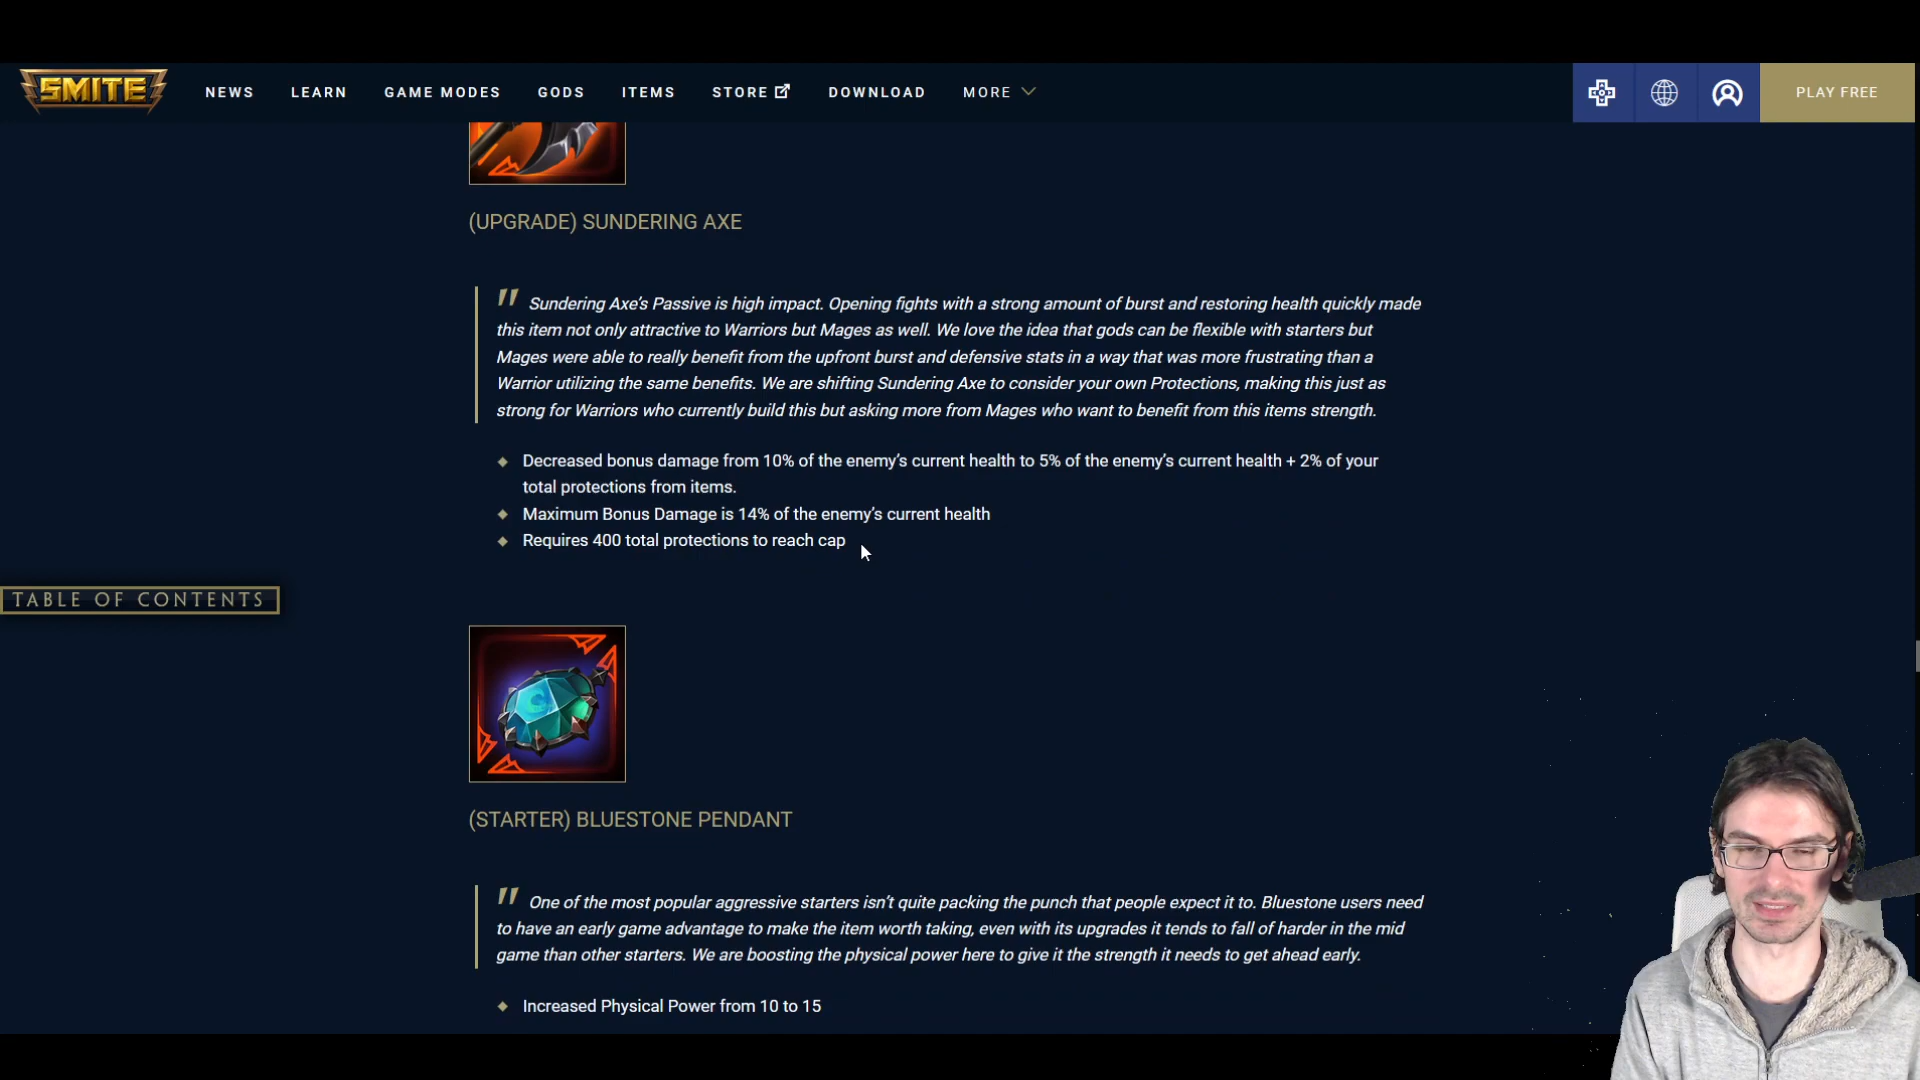 SMITE
NEWS LEARN GAME MODES GODS ITEMS STORE DOWNLOAD MORE PLAY FREE
(UPGRADE) SUNDERING AXE
" Sundering Axe's Passive is high impact. Opening fights with a strong amount of burst and restoring health quickly made
this item not only attractive to Warriors but Mages as well. We love the idea that gods can be flexible with starters but
Mages were able to really benefit from the upfront burst and defensive stats in a way that was more frustrating than a
Warrior utilizing the same benefits. We are shifting Sundering Axe to consider your own Protections, making this just as
strong for Warriors who currently build this but asking more from Mages who want to benefit from this items strength.
Decreased bonus damage from 10% of the enemy's current health to 5% of the enemy's current health + 2% of your
total protections from items.
Maximum Bonus Damage is 14% of the enemy's current health
Requires 400 total protections to reach cap
TABLE OF CONTENTS
(STARTER) BLUESTONE PENDANT
" One of the most popular aggressive starters isn't quite packing the punch that people expect it to. Bluestone users need
to have an early game advantage to make the item worth taking, even with its upgrades it tends to fall of harder in the mid
game than other starters. We are boosting the physical power here to give it the strength it needs to get ahead early.
Increased Physical Power from 10 to 15